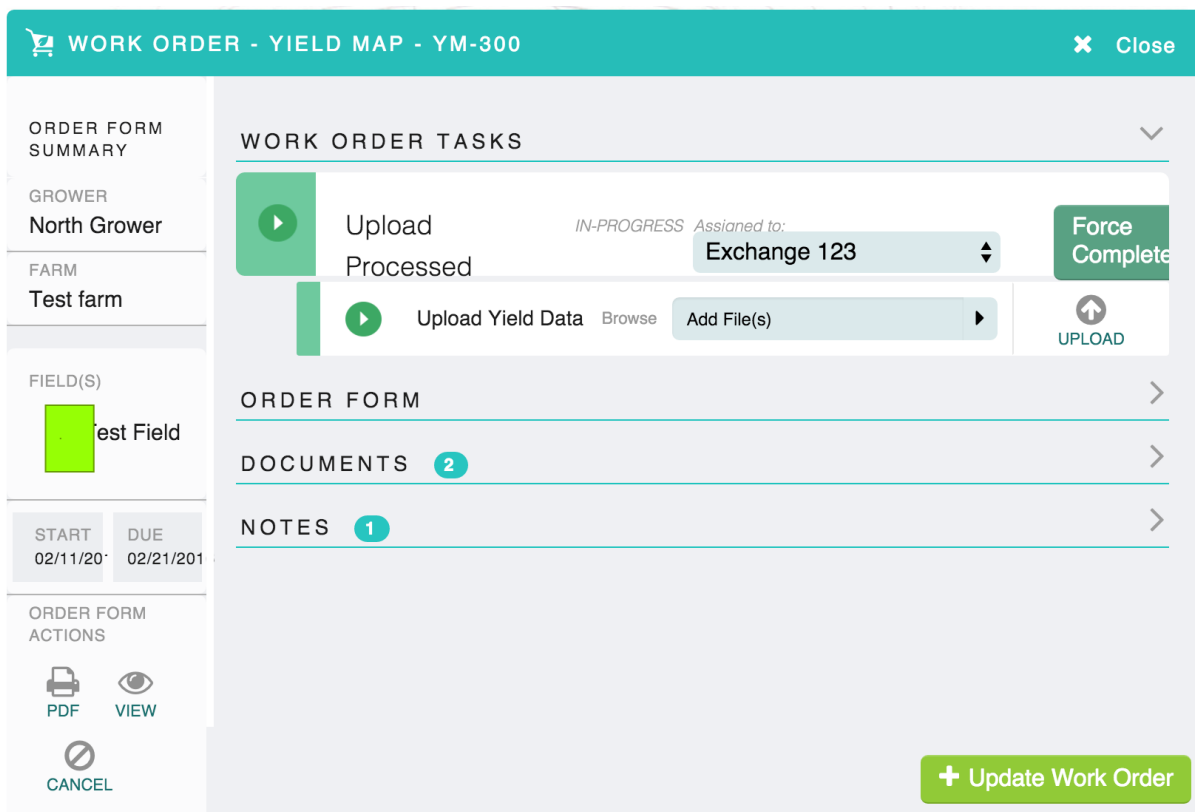 WORK ORDER - YIELD MAP - YM-300
Close
ORDER FORM
SUMMARY
GROWER
North Grower
FARM
Test farm
FIELD(S)
Test Field
START
02/11/20
DUE
02/21/201
ORDER FORM
ACTIONS
PDF
VIEW
CANCEL
WORK ORDER TASKS
Upload
Processed
IN-PROGRESS
Assigned to:
Exchange 123
Force
Complete
Upload Yield Data
Browse
Add File(s)
UPLOAD
ORDER FORM
DOCUMENTS 2
NOTES 1
Update Work Order